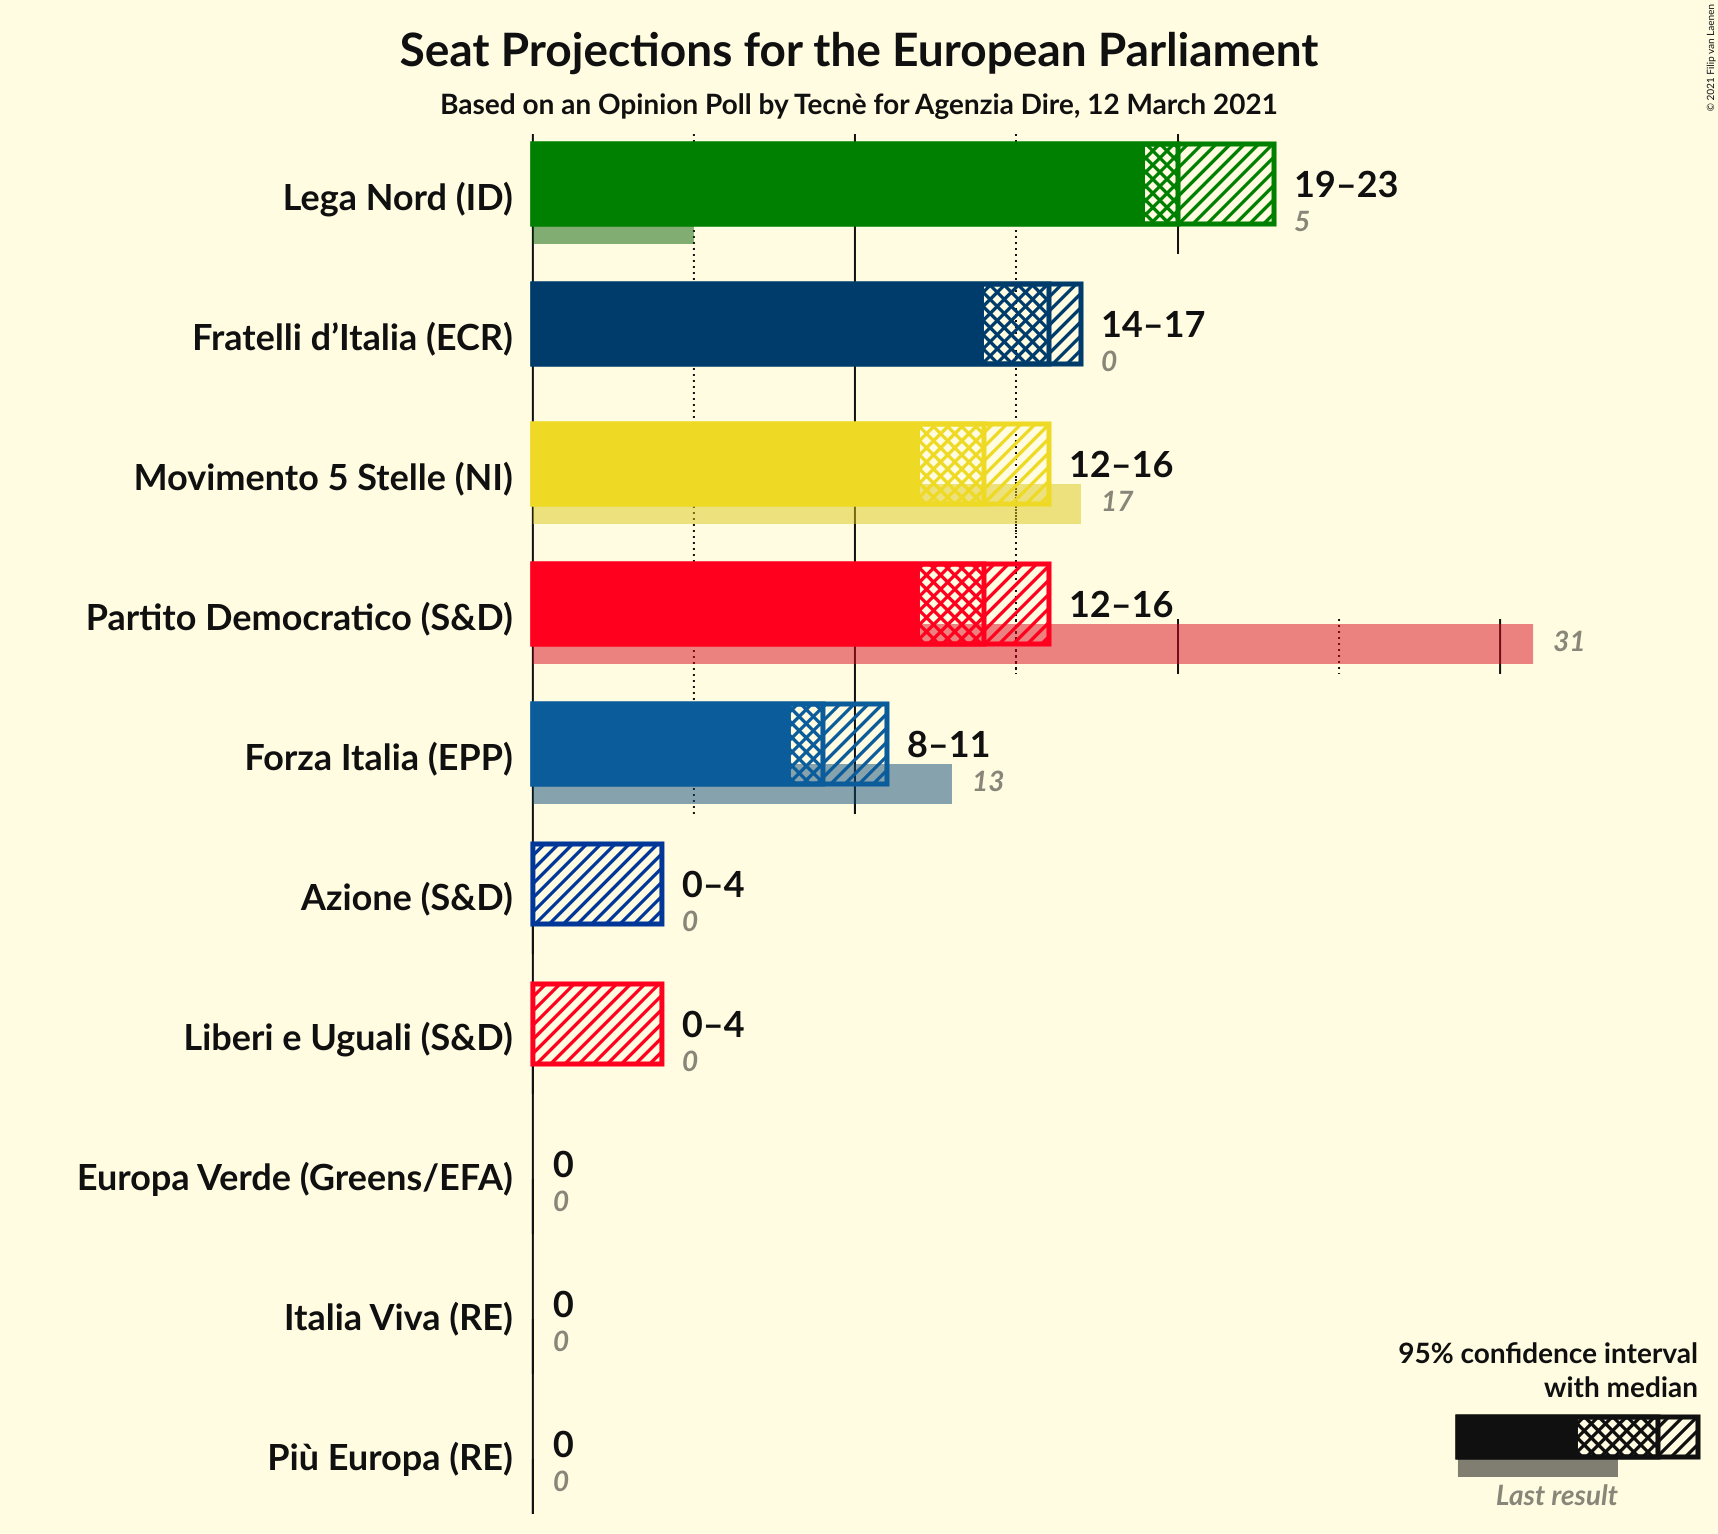 Seat Projections for the European Parliament
Based on an Opinion Poll by Tecnè for Agenzia Dire, 12 March 2021
© 2021 Filip van Laenen
Lega Nord (ID)
19–23
5
Fratelli d’Italia (ECR)
14–17
0
Movimento 5 Stelle (NI)
12–16
17
Partito Democratico (S&D)
12–16
31
Forza Italia (EPP)
8–11
13
Azione (S&D)
0–4
0
Liberi e Uguali (S&D)
0–4
0
Europa Verde (Greens/EFA)
0
0
Italia Viva (RE)
0
0
Più Europa (RE)
0
0
95% confidence interval
with median
Last result